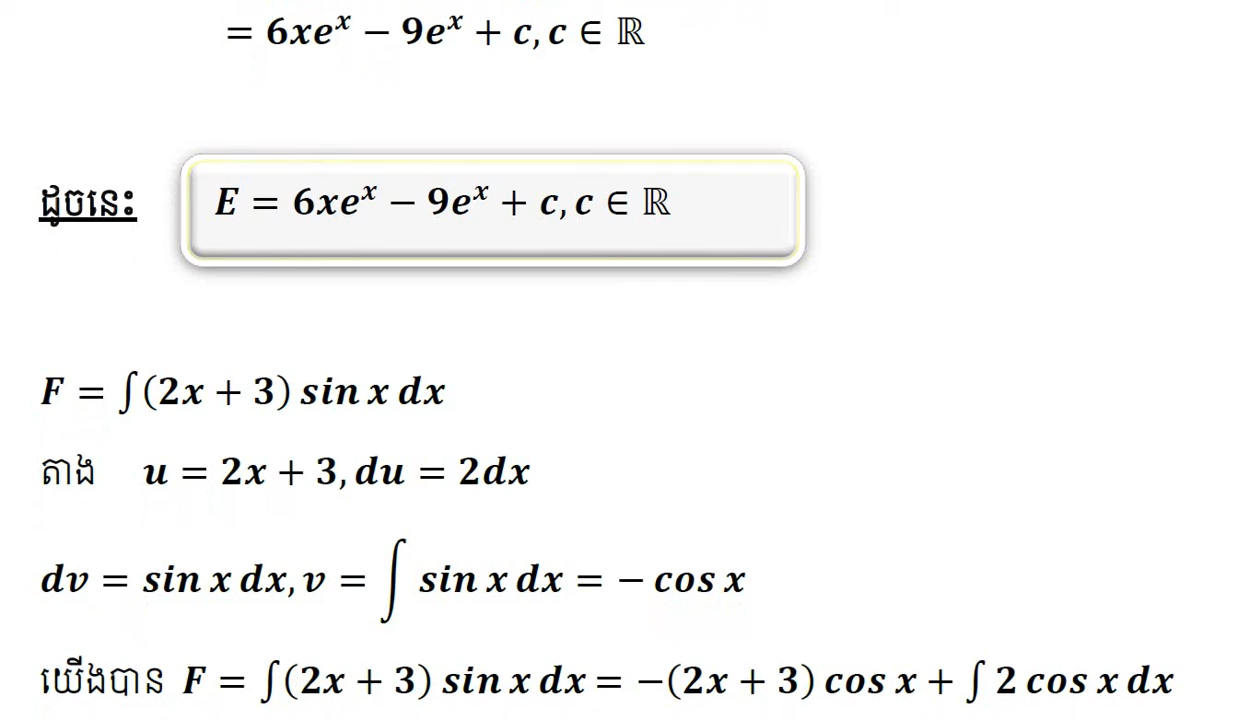 = 6xeˣ − 9eˣ + c, c ∈ ℝ
ដូចនេះ E = 6xeˣ − 9eˣ + c, c ∈ ℝ
F = ∫(2x + 3) sin x dx
តាង u = 2x + 3, du = 2dx
dv = sin x dx, v = ∫ sin x dx = − cos x
យើងបាន F = ∫(2x + 3) sin x dx = −(2x + 3) cos x + ∫ 2 cos x dx